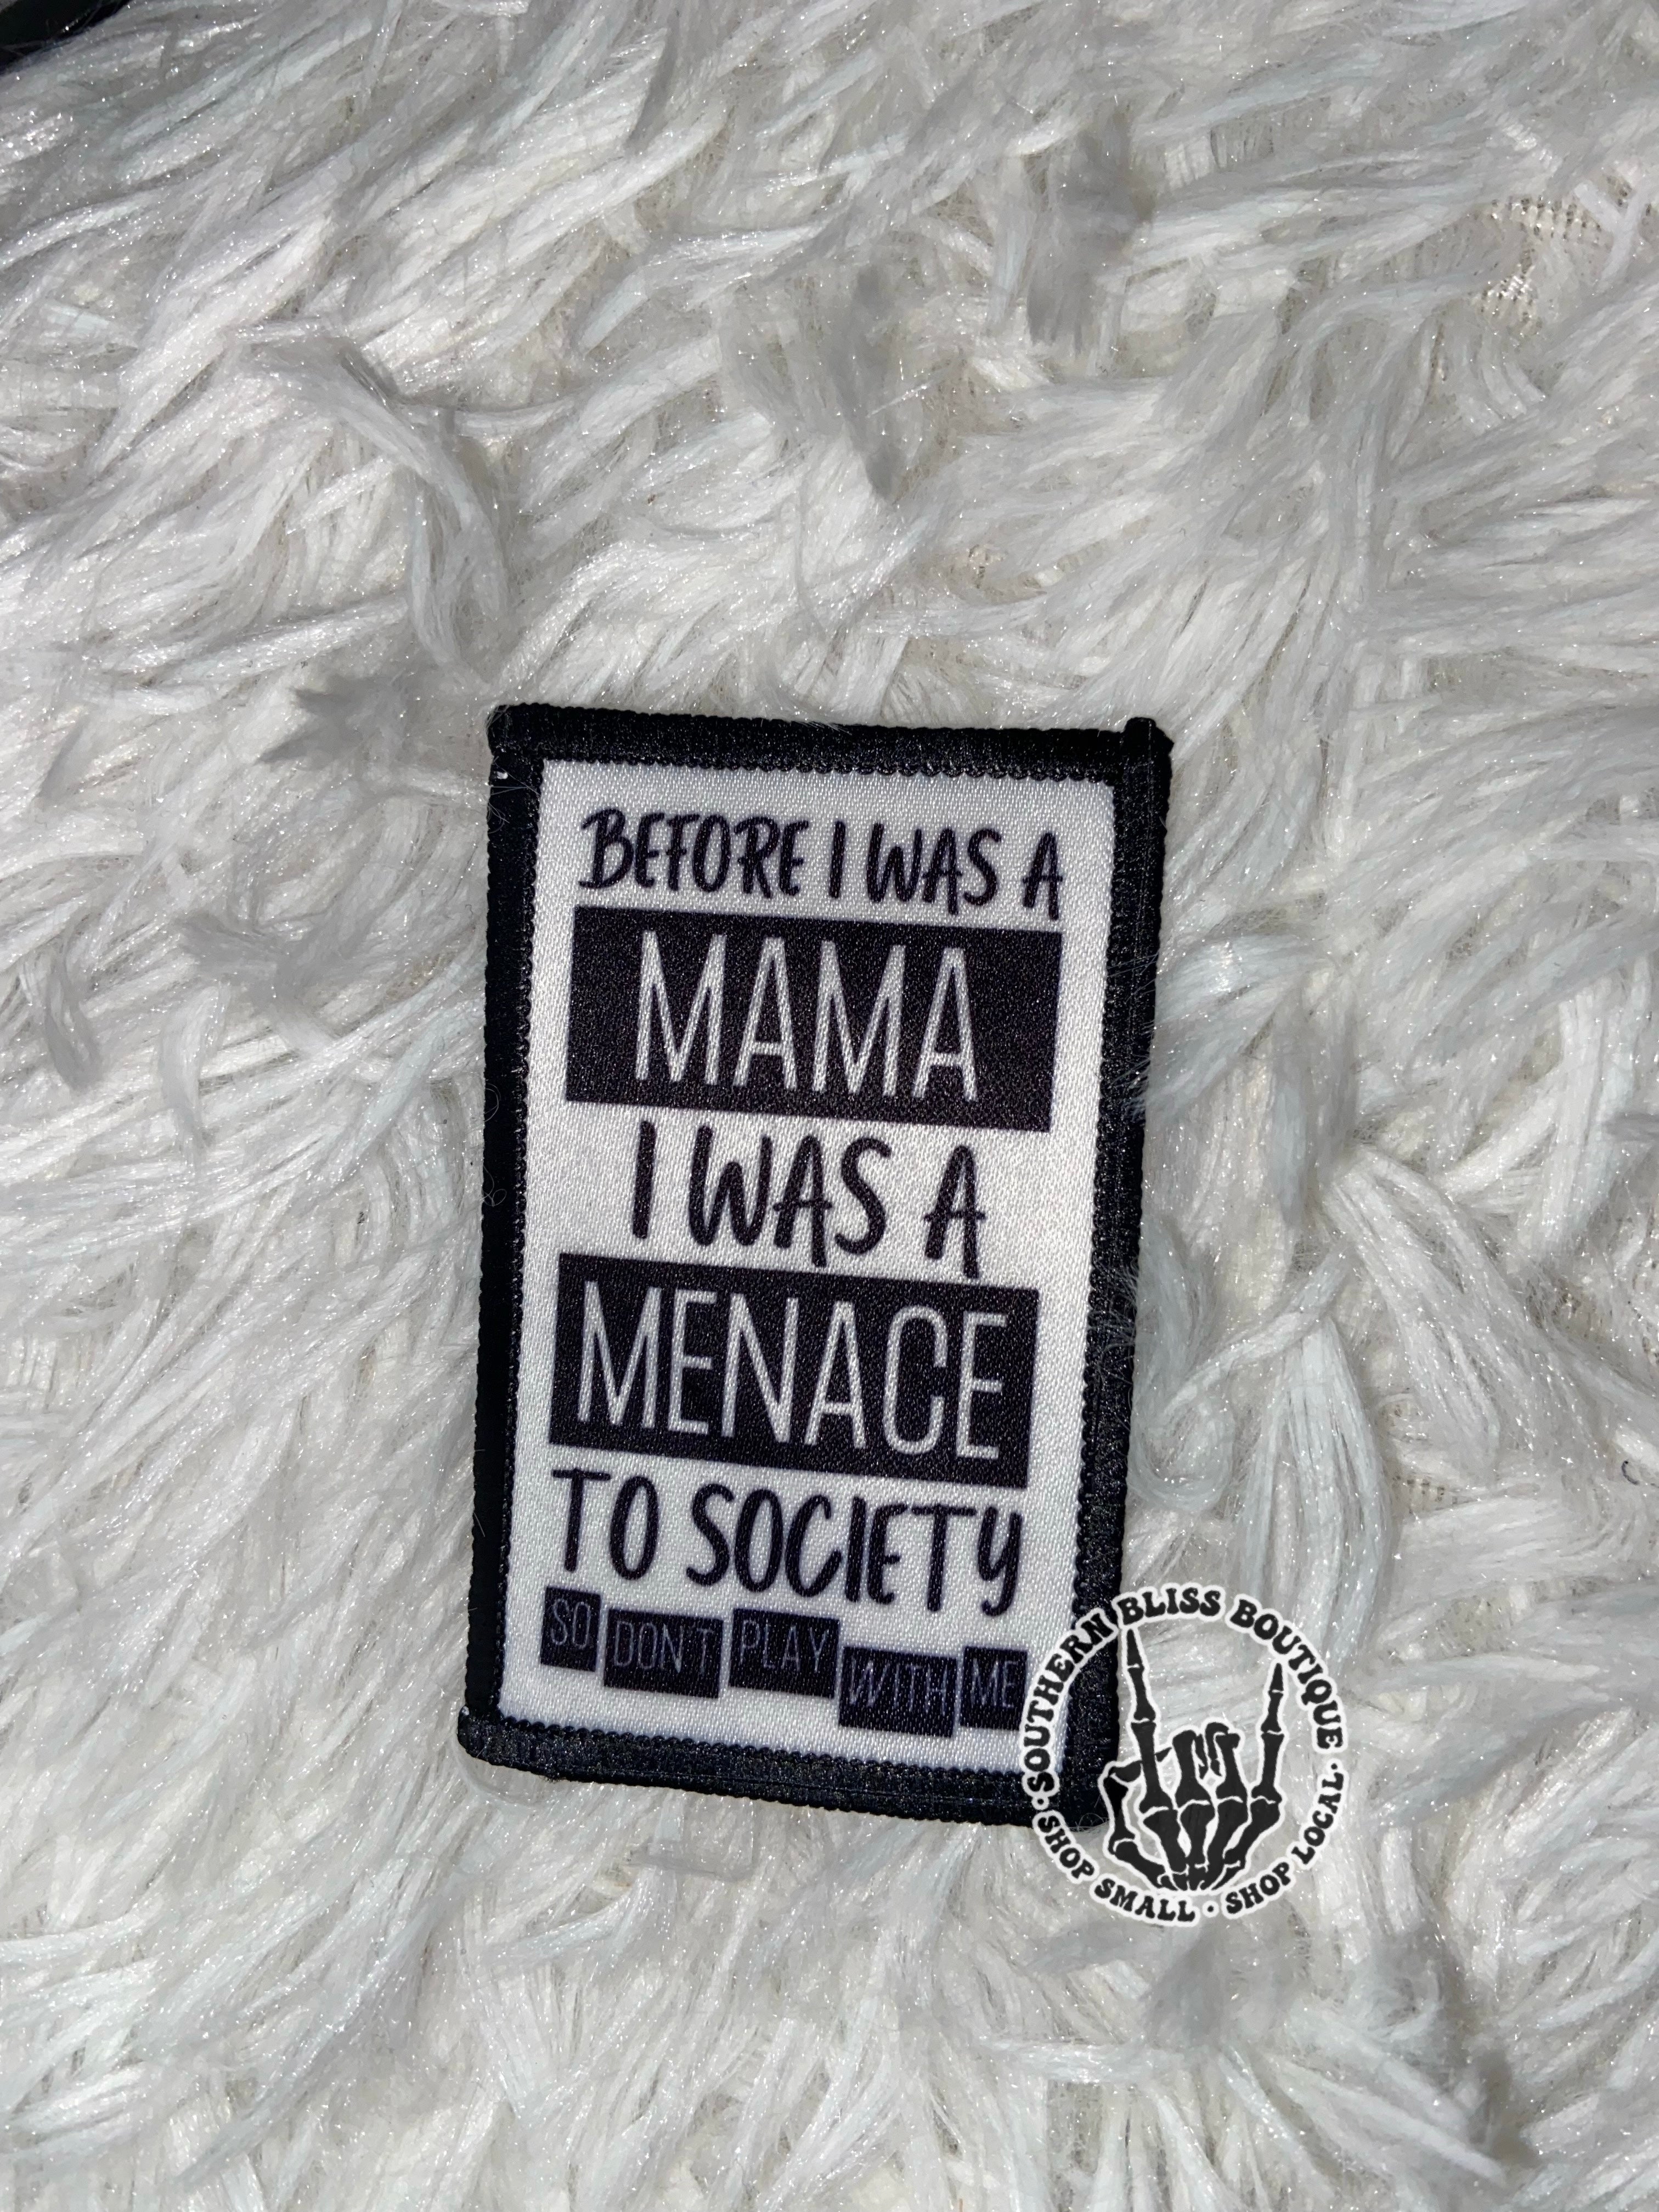 BEFORE I WAS A
MAMA
I WAS A
MENACE
TO SOCIETY
SO DON'T PLAY WITH ME
·SOUTHERN BLISS BOUTIQUE·
SHOP SMALL · SHOP LOCAL